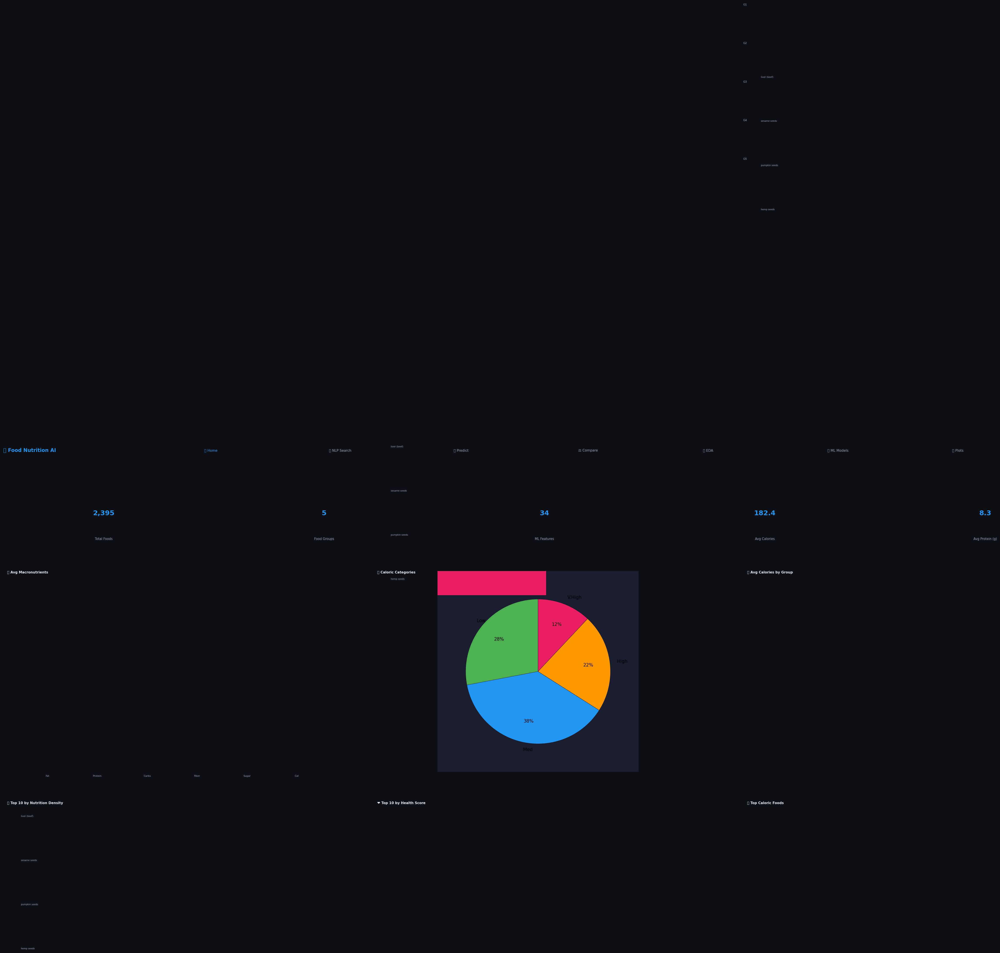 G1
G2
liver (beef)
G3
G4
sesame seeds
G5
pumpkin seeds
hemp seeds
liver (beef)
Food Nutrition AI
Home
NLP Search
Predict
⚖ Compare
EDA
ML Models
Plots
sesame seeds
2,395
5
34
182.4
8.3
pumpkin seeds
Total Foods
Food Groups
ML Features
Avg Calories
Avg Protein (g)
Avg Macronutrients
Caloric Categories
Avg Calories by Group
hemp seeds
V.High
Low
12%
28%
High
22%
38%
Med
Fat
Protein
Carbs
Fiber
Sugar
Cal
Top 10 by Nutrition Density
❤ Top 10 by Health Score
Top Caloric Foods
liver (beef)
sesame seeds
pumpkin seeds
hemp seeds